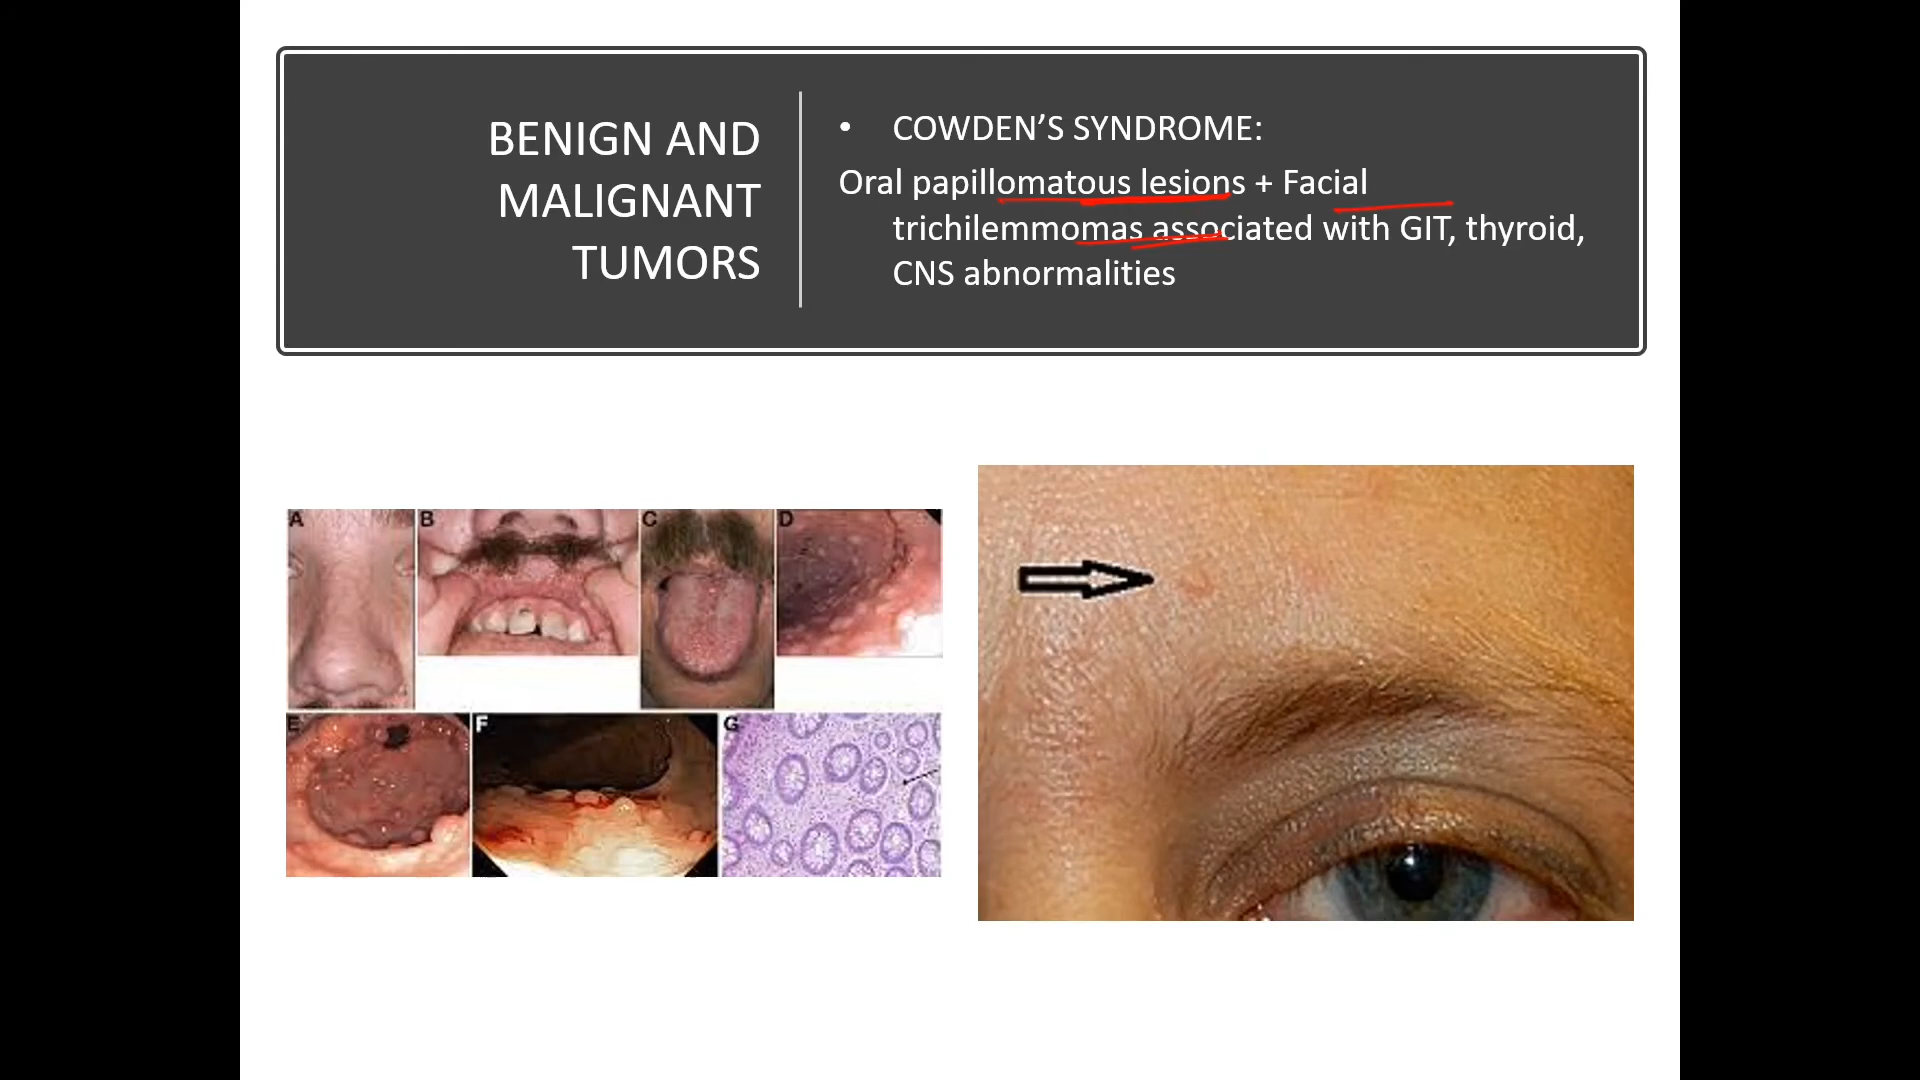 BENIGN AND
MALIGNANT
TUMORS
• COWDEN’S SYNDROME:
Oral papillomatous lesions + Facial
trichilemmomas associated with GIT, thyroid,
CNS abnormalities
A
B
C
D
E
F
G